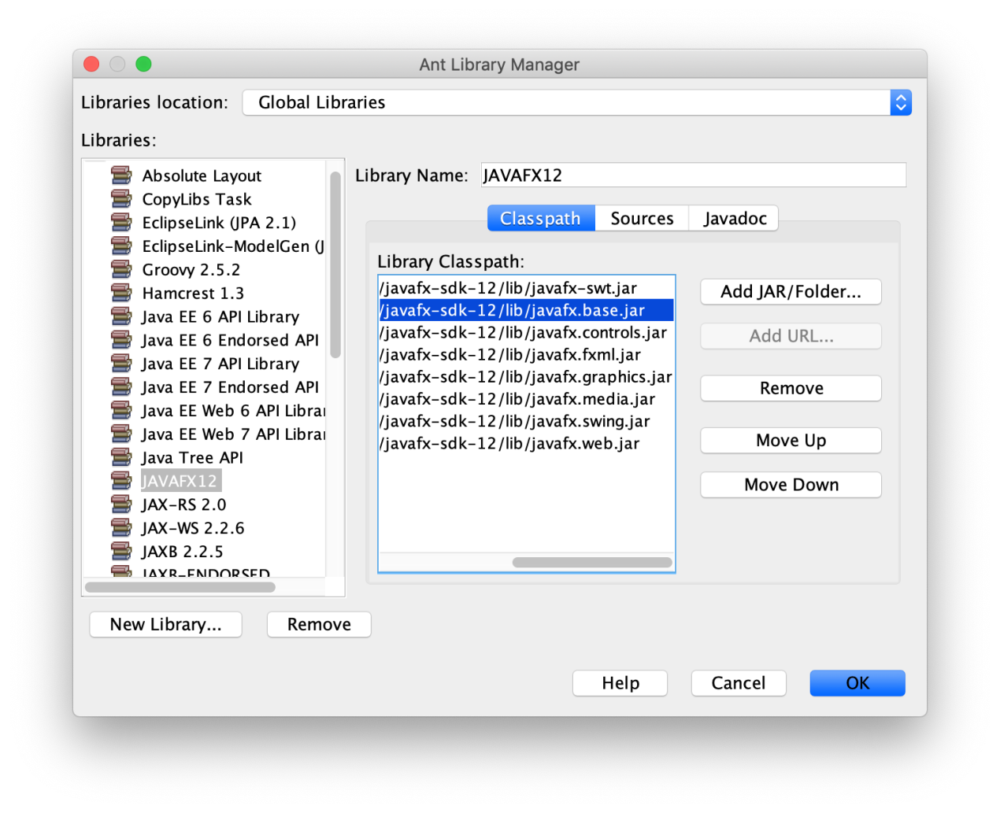 Ant Library Manager
Libraries location:
Global Libraries
Libraries:
Absolute Layout
CopyLibs Task
EclipseLink (JPA 2.1)
EclipseLink-ModelGen (J
Groovy 2.5.2
Hamcrest 1.3
Java EE 6 API Library
Java EE 6 Endorsed API
Java EE 7 API Library
Java EE 7 Endorsed API
Java EE Web 6 API Librar
Java EE Web 7 API Librar
Java Tree API
JAVAFX12
JAX-RS 2.0
JAX-WS 2.2.6
JAXB 2.2.5
JAXB-ENDORSED
New Library...
Remove
Library Name:
JAVAFX12
Classpath
Sources
Javadoc
Library Classpath:
/javafx-sdk-12/lib/javafx-swt.jar
/javafx-sdk-12/lib/javafx.base.jar
/javafx-sdk-12/lib/javafx.controls.jar
/javafx-sdk-12/lib/javafx.fxml.jar
/javafx-sdk-12/lib/javafx.graphics.jar
/javafx-sdk-12/lib/javafx.media.jar
/javafx-sdk-12/lib/javafx.swing.jar
/javafx-sdk-12/lib/javafx.web.jar
Add JAR/Folder...
Add URL...
Remove
Move Up
Move Down
Help
Cancel
OK